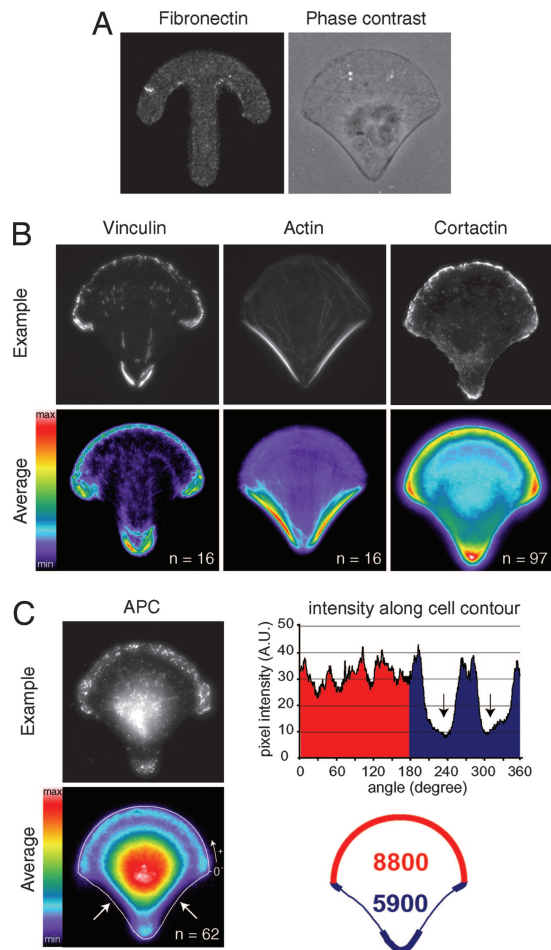 A
Fibronectin
Phase contrast
B
Vinculin
Actin
Cortactin
Example
Average
max
min
n = 16
n = 16
n = 97
C
APC
Example
Average
max
min
0°
+
n = 62
intensity along cell contour
pixel intensity (A.U.)
50
40
30
20
10
0
0 60 120 180 240 300 360
angle (degree)
8800
5900